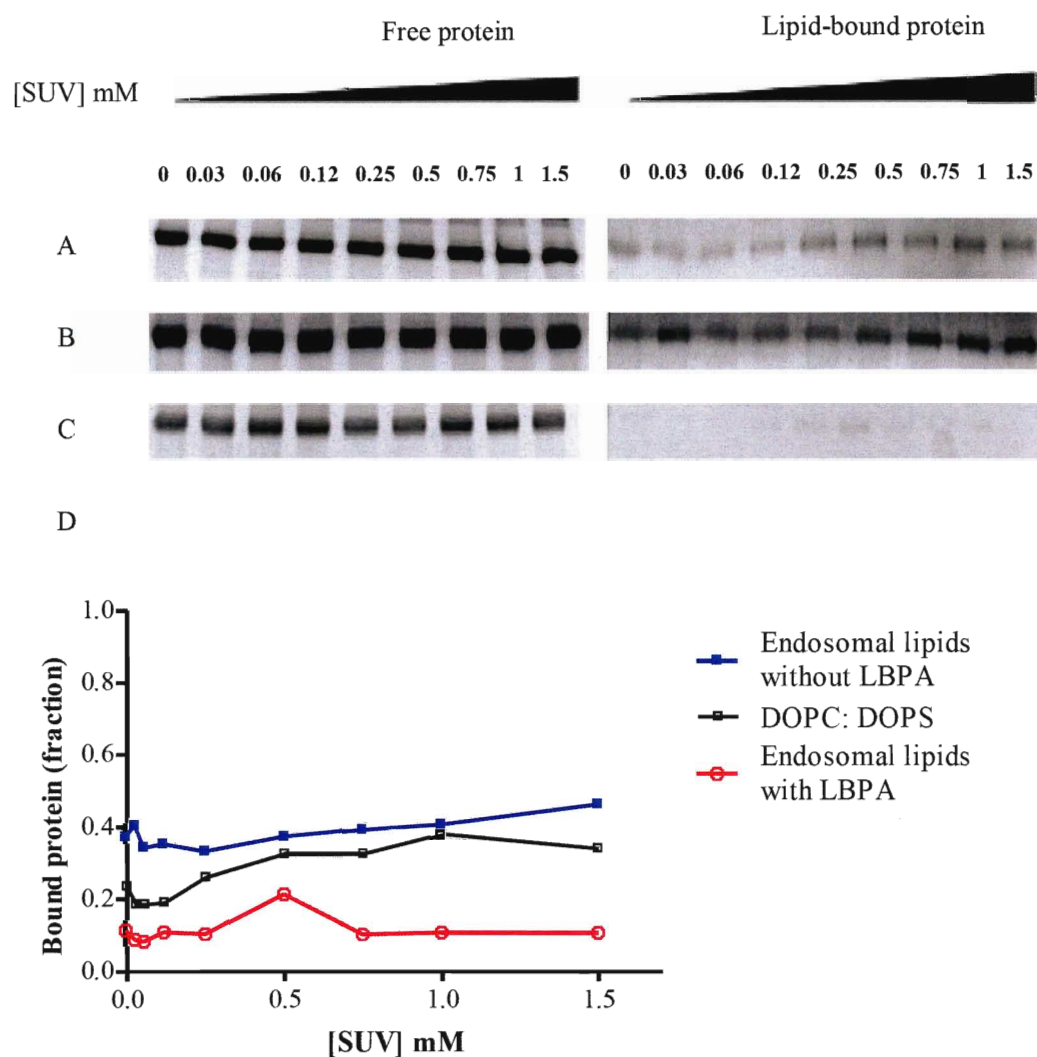 Free protein
Lipid-bound protein
[SUV] mM
0 0.03 0.06 0.12 0.25 0.5 0.75 1 1.5
0 0.03 0.06 0.12 0.25 0.5 0.75 1 1.5
A
B
C
D
1.0
0.8
0.6
0.4
0.2
0.0
Bound protein (fraction)
0.0 0.5 1.0 1.5
[SUV] mM
Endosomal lipids
without LBPA
DOPC: DOPS
Endosomal lipids
with LBPA